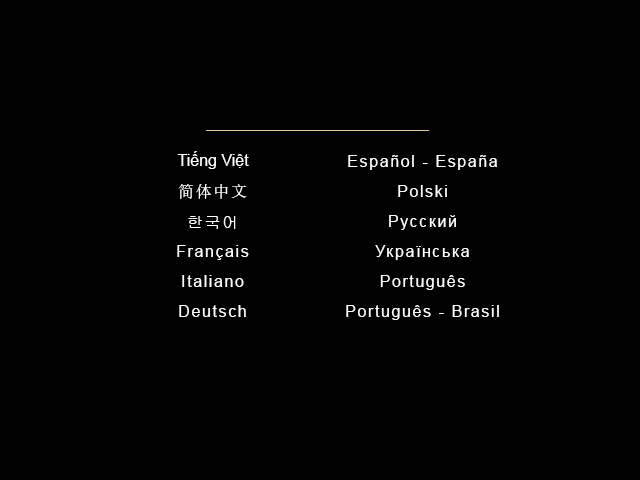 Tiếng Việt
简体中文
한국어
Français
Italiano
Deutsch
Español - España
Polski
Русский
Українська
Português
Português - Brasil